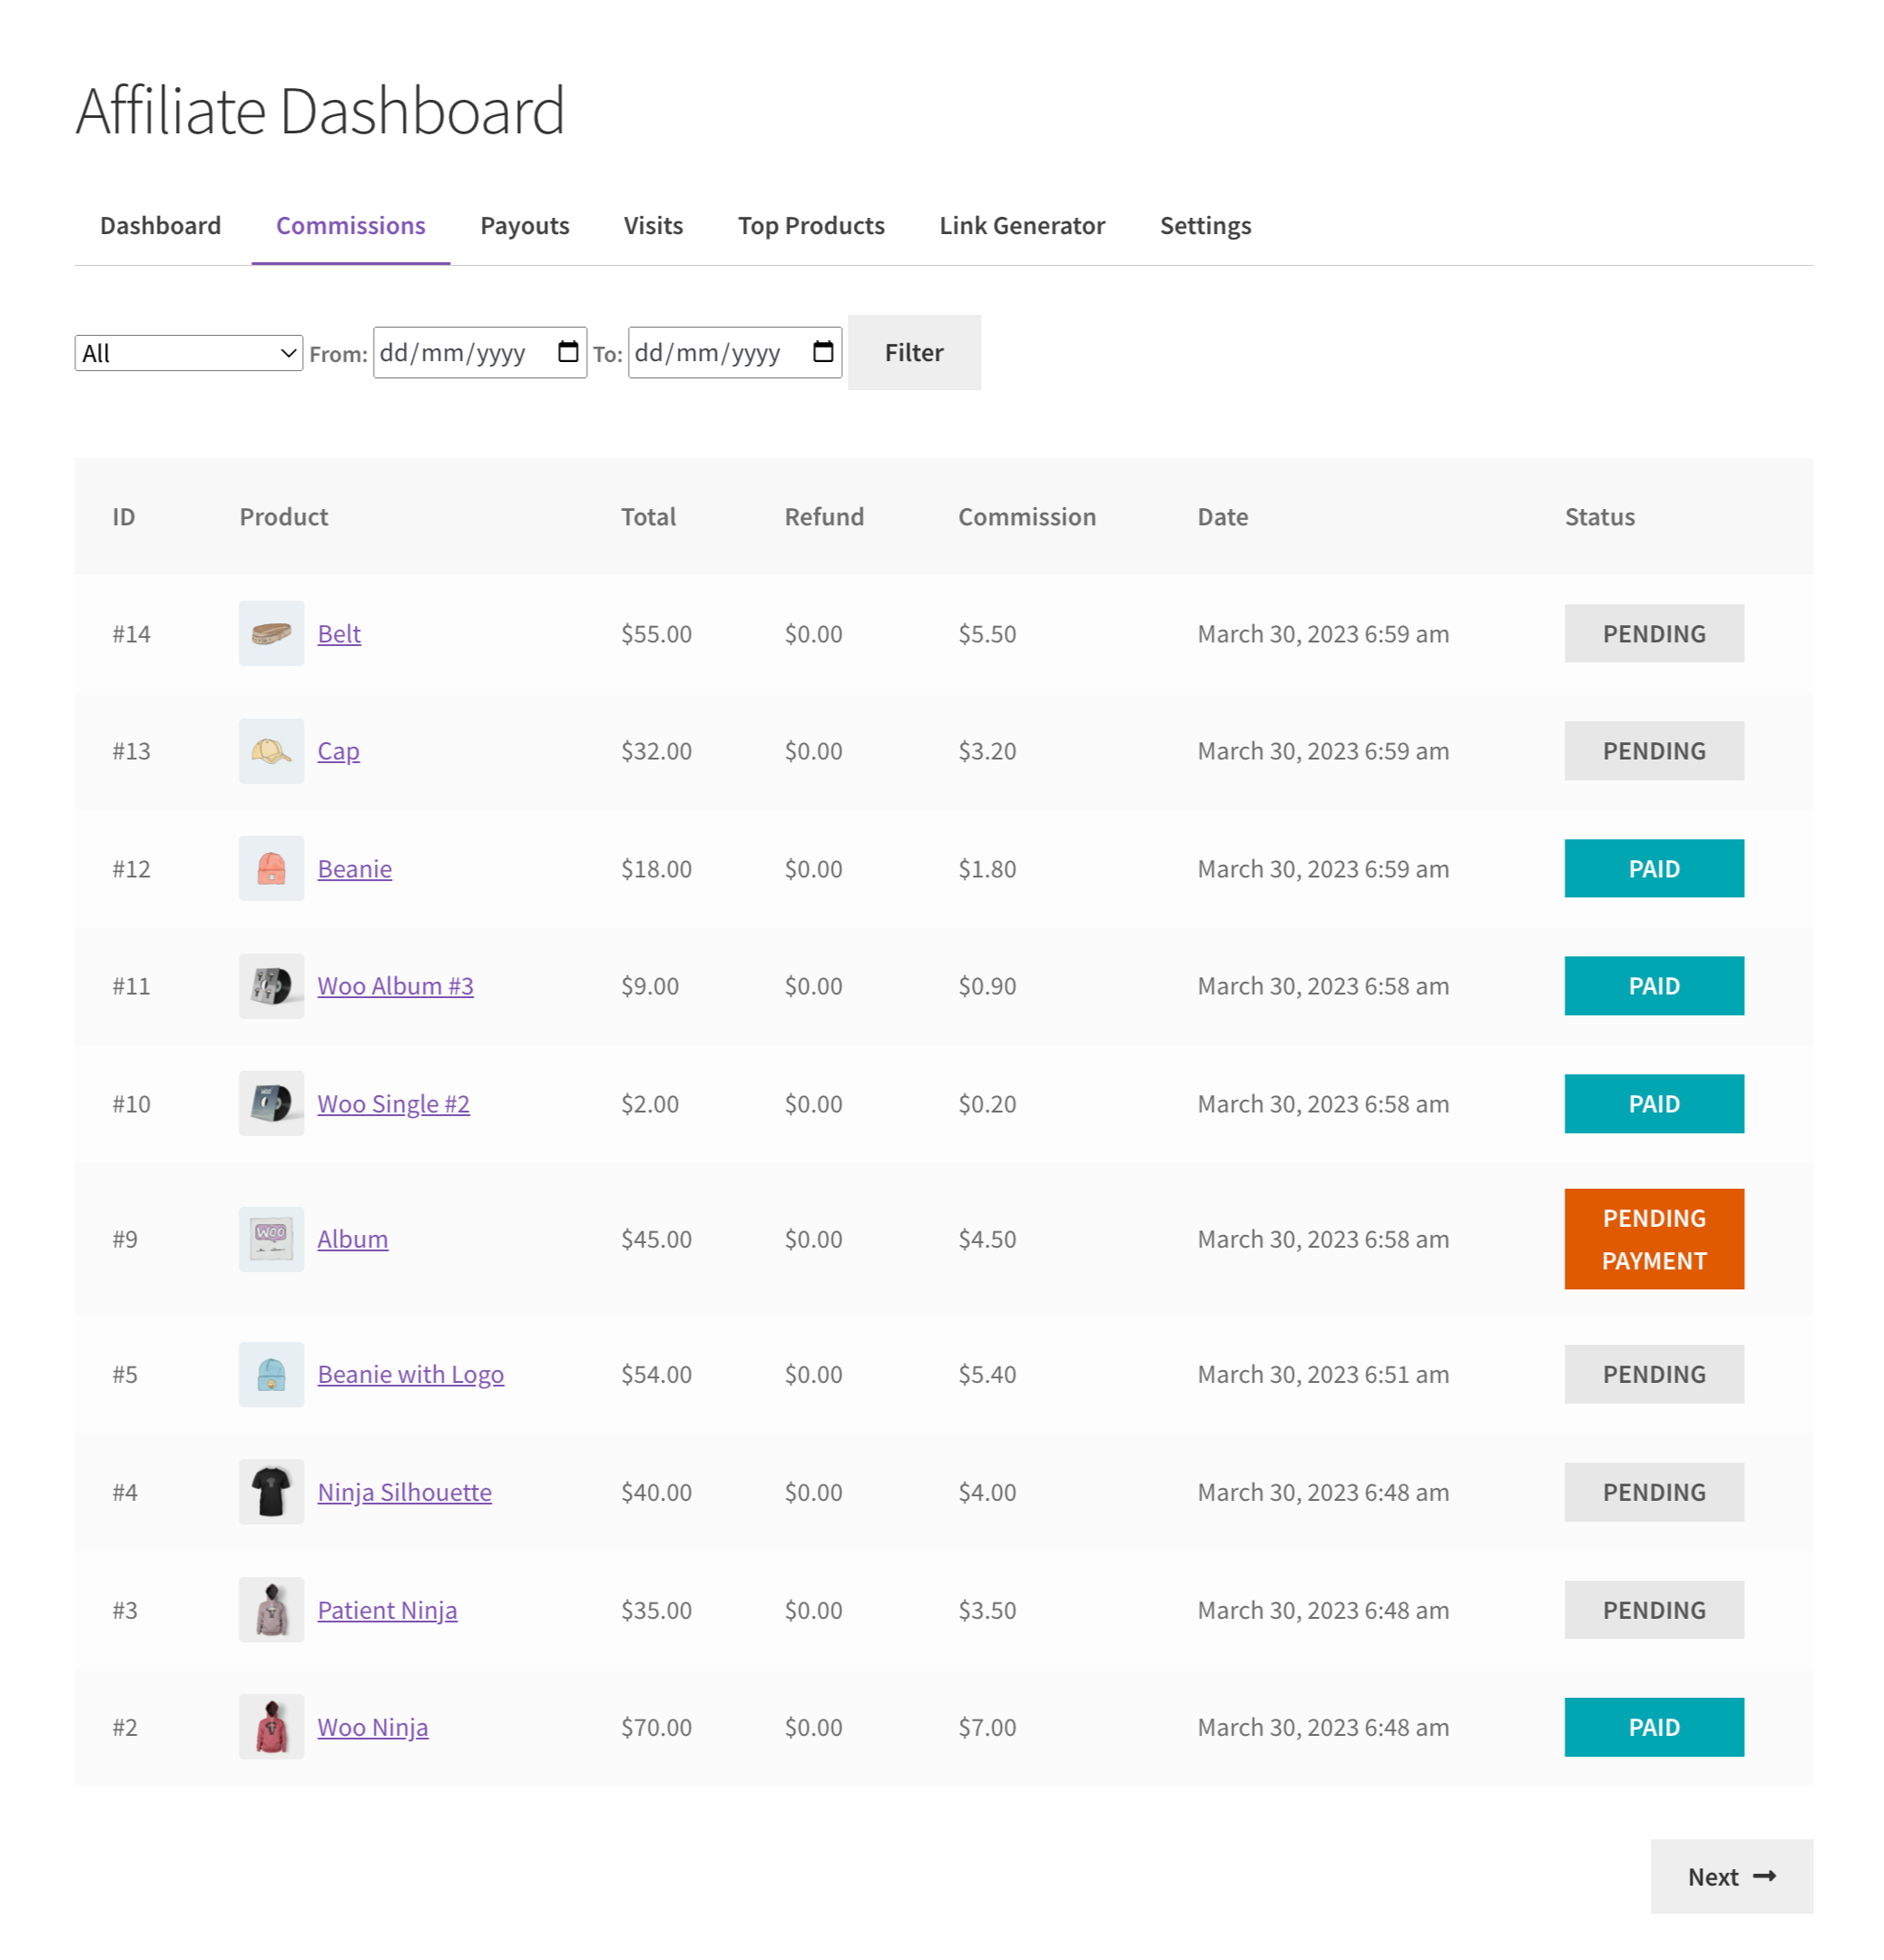 Affiliate Dashboard
Dashboard Commissions Payouts Visits Top Products Link Generator Settings
All From: dd/mm/yyyy To: dd/mm/yyyy Filter
ID Product Total Refund Commission Date Status
#14 Belt $55.00 $0.00 $5.50 March 30, 2023 6:59 am PENDING
#13 Cap $32.00 $0.00 $3.20 March 30, 2023 6:59 am PENDING
#12 Beanie $18.00 $0.00 $1.80 March 30, 2023 6:59 am PAID
#11 Woo Album #3 $9.00 $0.00 $0.90 March 30, 2023 6:58 am PAID
#10 Woo Single #2 $2.00 $0.00 $0.20 March 30, 2023 6:58 am PAID
#9 WOO Album $45.00 $0.00 $4.50 March 30, 2023 6:58 am PENDING
PAYMENT
#5 Beanie with Logo $54.00 $0.00 $5.40 March 30, 2023 6:51 am PENDING
#4 Ninja Silhouette $40.00 $0.00 $4.00 March 30, 2023 6:48 am PENDING
#3 Patient Ninja $35.00 $0.00 $3.50 March 30, 2023 6:48 am PENDING
#2 Woo Ninja $70.00 $0.00 $7.00 March 30, 2023 6:48 am PAID
Next →